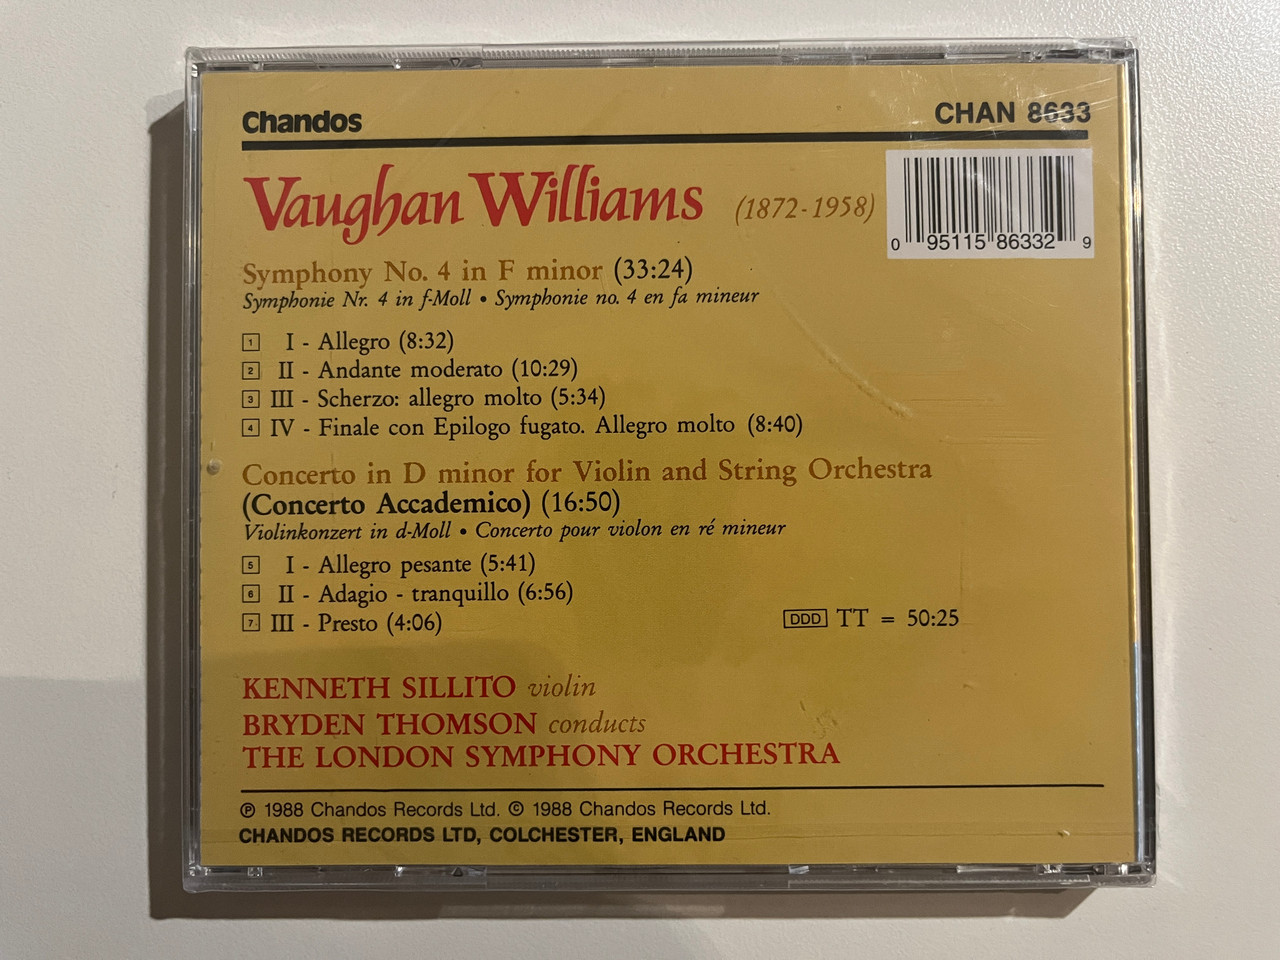 Chandos CHAN 8633
Vaughan Williams (1872-1958)
0 95115 86332 9
Symphony No. 4 in F minor (33:24)
Symphonie Nr. 4 in f-Moll • Symphonie no. 4 en fa mineur
1 I - Allegro (8:32)
2 II - Andante moderato (10:29)
3 III - Scherzo: allegro molto (5:34)
4 IV - Finale con Epilogo fugato. Allegro molto (8:40)
Concerto in D minor for Violin and String Orchestra
(Concerto Accademico) (16:50)
Violinkonzert in d-Moll • Concerto pour violon en ré mineur
5 I - Allegro pesante (5:41)
6 II - Adagio - tranquillo (6:56)
7 III - Presto (4:06)
DDD TT = 50:25
KENNETH SILLITO violin
BRYDEN THOMSON conducts
THE LONDON SYMPHONY ORCHESTRA
℗ 1988 Chandos Records Ltd. © 1988 Chandos Records Ltd.
CHANDOS RECORDS LTD, COLCHESTER, ENGLAND